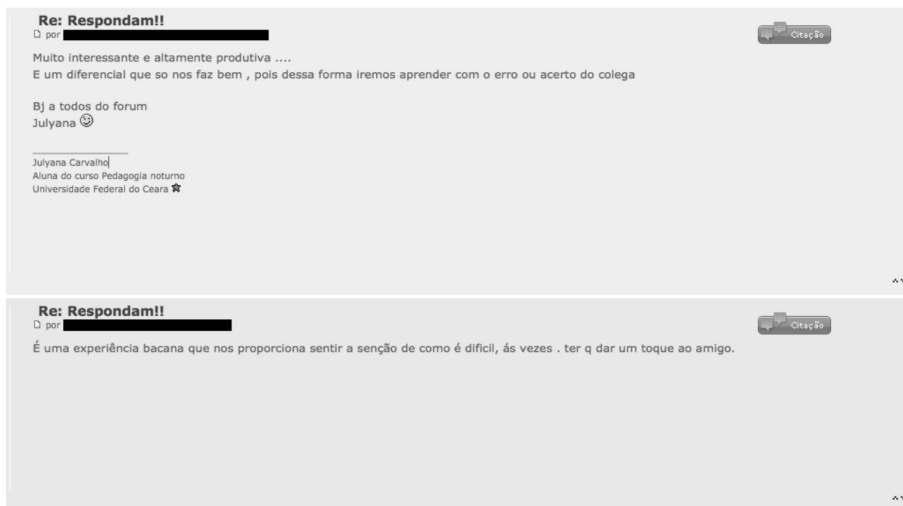 Re: Respondam!!
por
Citação
Muito interessante e altamente produtiva ....
E um diferencial que so nos faz bem , pois dessa forma iremos aprender com o erro ou acerto do colega
Bj a todos do forum
Julyana
Julyana Carvalho
Aluna do curso Pedagogia noturno
Universidade Federal do Ceara
Re: Respondam!!
por
Citação
É uma experiência bacana que nos proporciona sentir a senção de como é dificil, ás vezes . ter q dar um toque ao amigo.